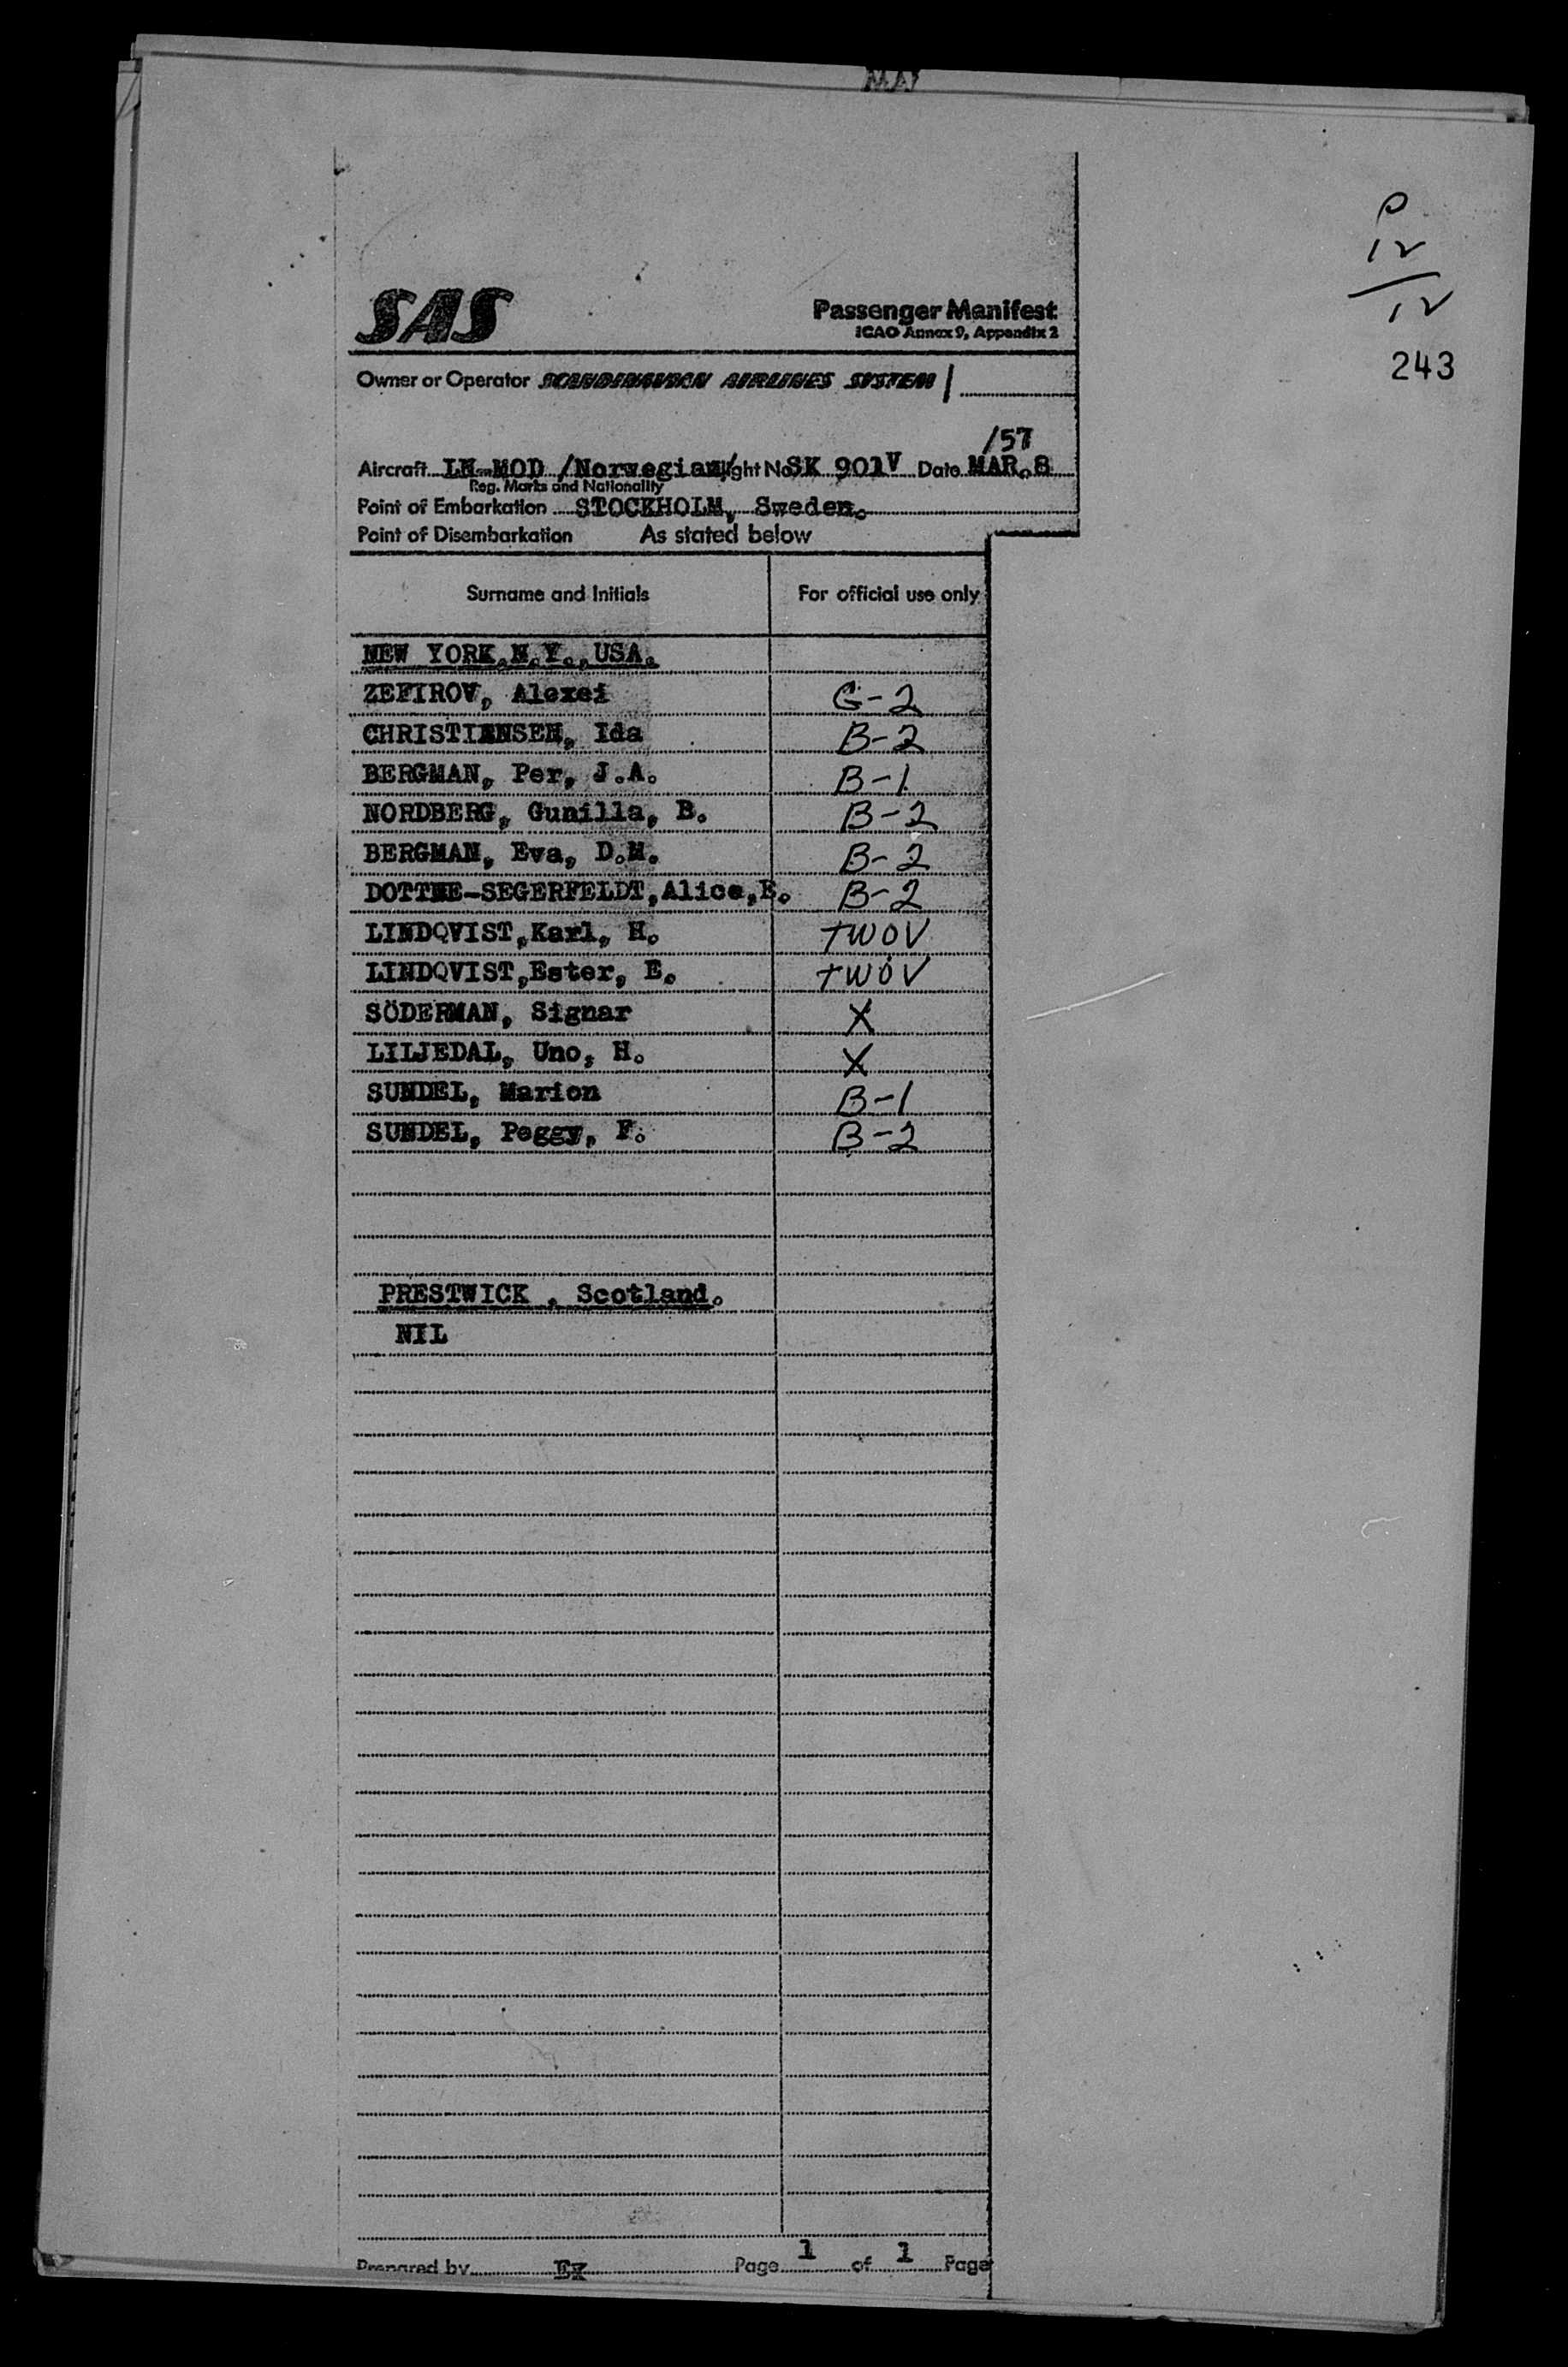 P
12
12
243
SAS
Passenger Manifest
ICAO Annex 9, Appendix 2
Owner or Operator SCANDINAVIAN AIRLINES SYSTEM
/57
Aircraft LN-MOD /Norwegian/ght No SK 901V Date MAR.8
Reg. Marks and Nationality
Point of Embarkation STOCKHOLM, Sweden.
Point of Disembarkation As stated below
Surname and Initials For official use only
NEW YORK.N.Y.,USA.
ZEFIROV, Alexei G-2
CHRISTIENSEN, Ida B-2
BERGMAN, Per, J.A. B-1
NORDBERG, Gunilla, B. B-2
BERGMAN, Eva, D.M. B-2
DOTTNE-SEGERFELDT,Alice,E. B-2
LINDQVIST,Karl, H. TWOV
LINDQVIST,Ester, E. TWOV
SÖDERMAN, Signar X
LILJEDAL, Uno, H. X
SUNDEL, Marion B-1
SUNDEL, Peggy, F. B-2
PRESTWICK , Scotland.
NIL
Prepared by Ex Page 1 of 1 Page